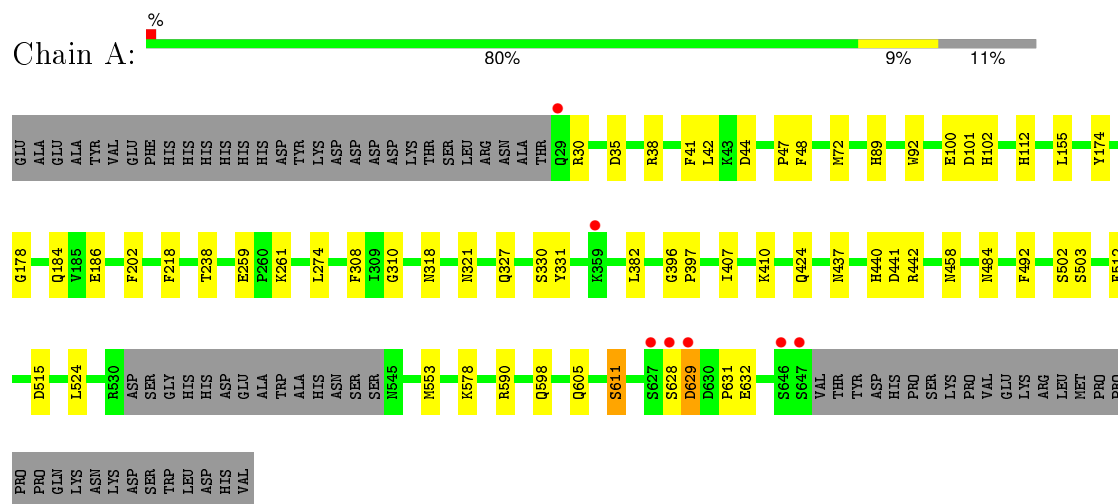 %
Chain A:
80% 9% 11%
GLU ALA GLU ALA TYR VAL GLU PHE HIS HIS HIS HIS HIS HIS ASP TYR LYS ASP ASP ASP ASP LYS THR SER LEU ARG ASN ALA THR Q29 R30 D35 R38 F41 L42 K43 D44 P47 F48 M72 H89 W92 E100 D101 H102 H112 L155 Y174
G178 Q184 V185 E186 F202 F218 T238 E259 P260 K261 L274 F308 I309 G310 N318 N321 Q327 S330 Y331 K359 L382 G396 P397 I407 K410 Q424 N437 H440 D441 R442 N458 N484 F492 S502 S503
D515 L524 R530 ASP SER GLY HIS HIS ASP GLU ALA TRP ALA HIS ASN SER SER N545 M553 K578 R590 Q598 Q605 S611 S627 S628 D629 D630 P631 E632 S646 S647 VAL THR TYR ASP HIS PRO SER LYS PRO VAL GLU LYS ARG LEU MET PRO PRO
PRO PRO GLN LYS ASN LYS ASP SER TRP LEU ASP HIS VAL